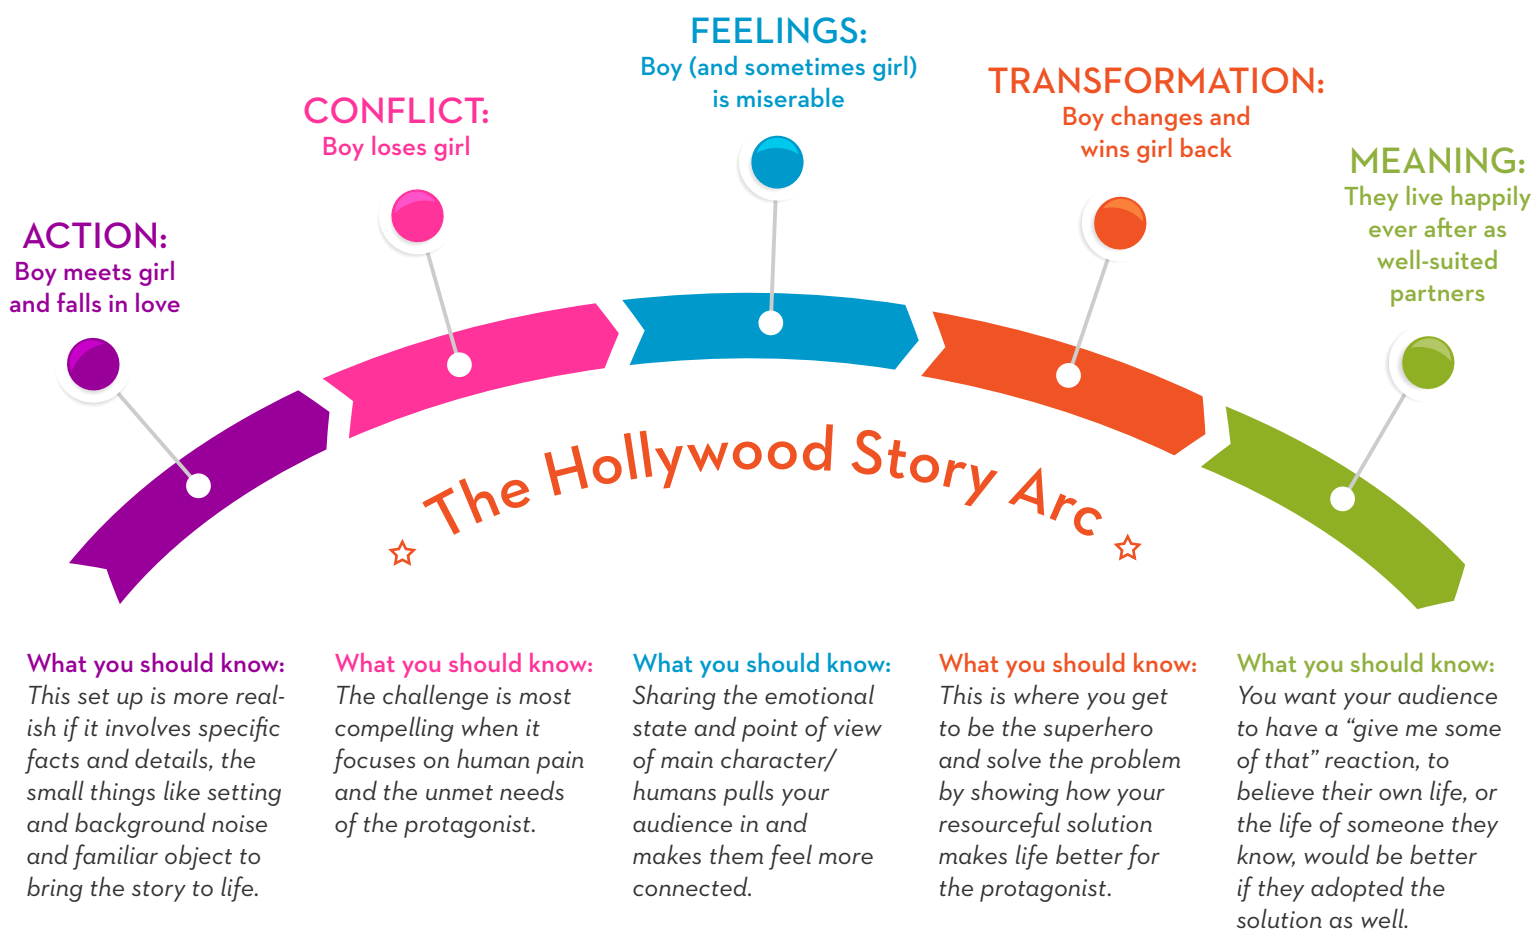 FEELINGS:
Boy (and sometimes girl)
is miserable
TRANSFORMATION:
Boy changes and
wins girl back
CONFLICT:
Boy loses girl
MEANING:
They live happily
ever after as
well-suited
partners
ACTION:
Boy meets girl
and falls in love
The Hollywood Story Arc
What you should know:
This set up is more real-
ish if it involves specific
facts and details, the
small things like setting
and background noise
and familiar object to
bring the story to life.
What you should know:
The challenge is most
compelling when it
focuses on human pain
and the unmet needs
of the protagonist.
What you should know:
Sharing the emotional
state and point of view
of main character/
humans pulls your
audience in and
makes them feel more
connected.
What you should know:
This is where you get
to be the superhero
and solve the problem
by showing how your
resourceful solution
makes life better for
the protagonist.
What you should know:
You want your audience
to have a “give me some
of that” reaction, to
believe their own life, or
the life of someone they
know, would be better
if they adopted the
solution as well.